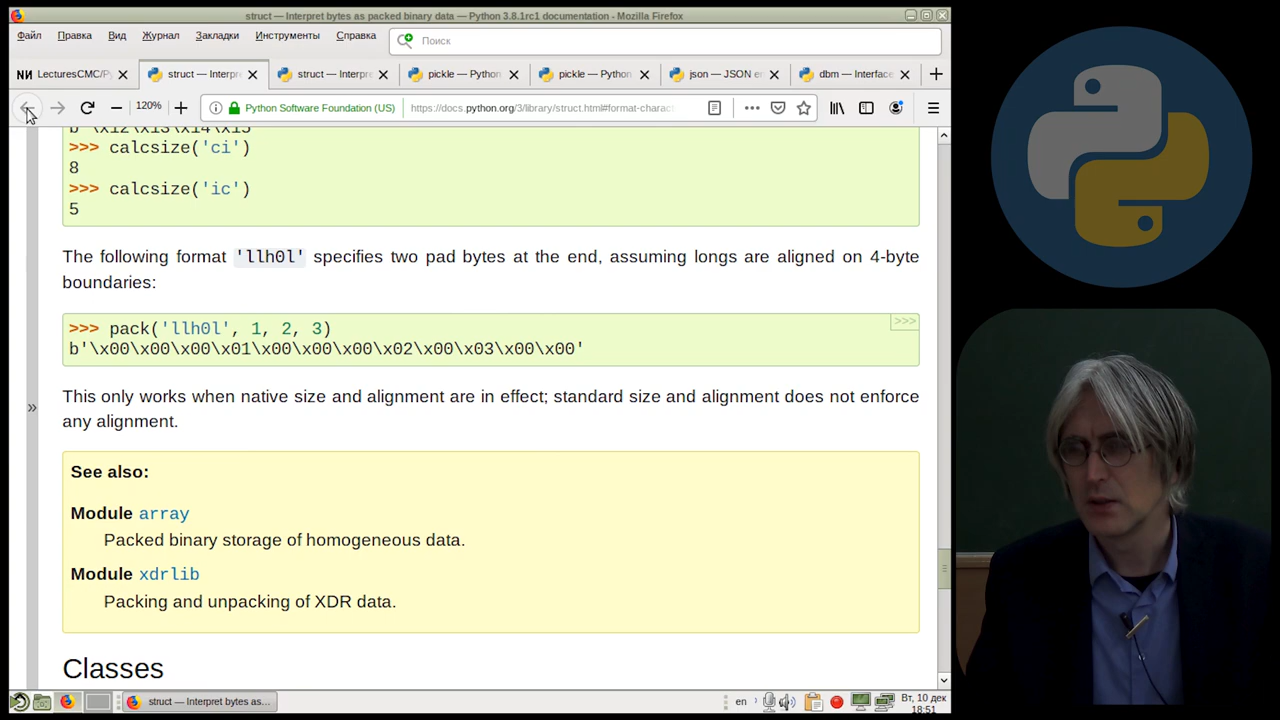 struct — Interpret bytes as packed binary data — Python 3.8.1rc1 documentation - Mozilla Firefox
Файл Правка Вид Журнал Закладки Инструменты Справка Поиск
LecturesCMC/P struct — Interpre struct — Interpre pickle — Python pickle — Python json — JSON en dbm — Interface
120% Python Software Foundation (US) https://docs.python.org/3/library/struct.html#format-charac
b'\x12\x13\x14\x15'
>>> calcsize('ci')
8
>>> calcsize('ic')
5
The following format 'llh0l' specifies two pad bytes at the end, assuming longs are aligned on 4-byte
boundaries:
>>> pack('llh0l', 1, 2, 3)
>>>
b'\x00\x00\x00\x01\x00\x00\x00\x02\x00\x03\x00\x00'
This only works when native size and alignment are in effect; standard size and alignment does not enforce
any alignment.
»
See also:
Module array
Packed binary storage of homogeneous data.
Module xdrlib
Packing and unpacking of XDR data.
Classes
struct — Interpret bytes as... en Вт, 10 дек
18:51